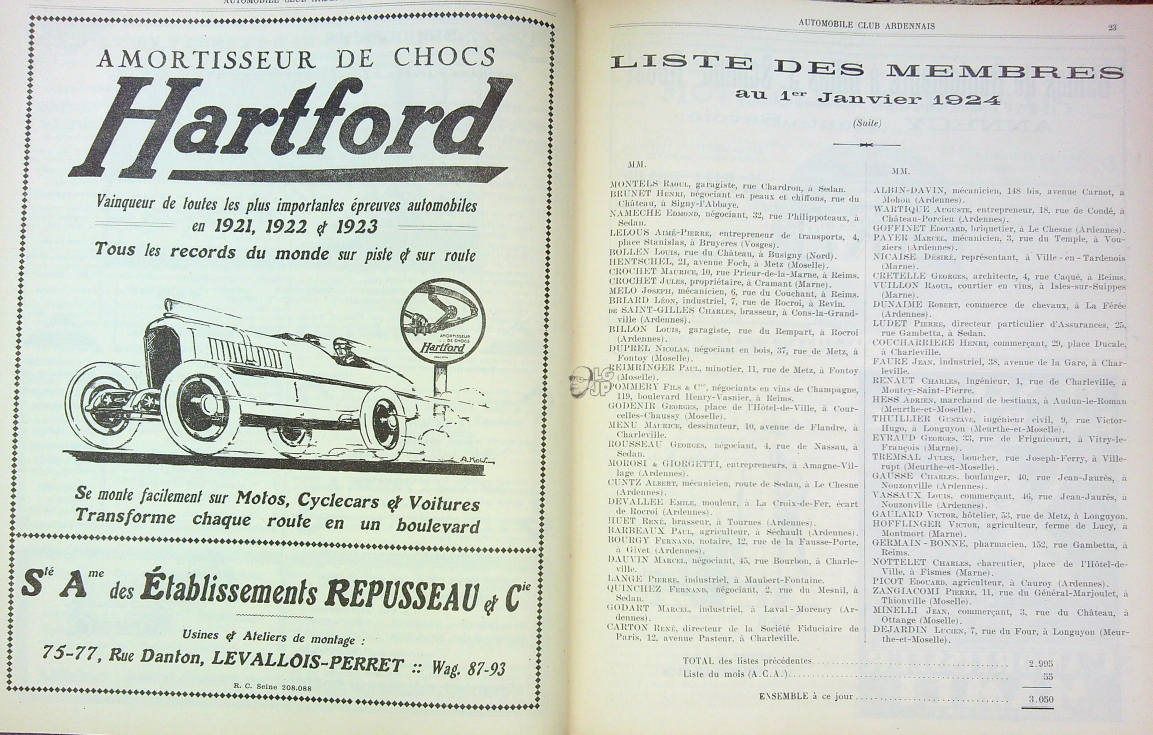 AUTOMOBILE CLUB ARDENNAIS
AMORTISSEUR DE CHOCS
Hartford
Vainqueur de toutes les plus importantes épreuves automobiles
en 1921, 1922 & 1923
Tous les records du monde sur piste & sur route
AMORTISSEUR
DE CHOCS
Hartford
A. Kow.
Se monte facilement sur Motos, Cyclecars & Voitures
Transforme chaque route en un boulevard
Sté Ame des Établissements REPUSSEAU & Cie
Usines & Ateliers de montage :
75-77, Rue Danton, LEVALLOIS-PERRET :: Wag. 87-93
R. C. Seine 208.088
LG
JP
AUTOMOBILE CLUB ARDENNAIS 23
LISTE DES MEMBRES
au 1er Janvier 1924
(Suite)
MM.
MONTELS Raoul, garagiste, rue Chardron, à Sedan.
BRUNET Henri, négociant en peaux et chiffons, rue du
Château, à Signy-l'Abbaye.
NAMECHE Edmond, négociant, 32, rue Philippoteaux, à
Sedan.
LELOUS Aimé-Pierre, entrepreneur de transports, 4,
place Stanislas, à Bruyères (Vosges).
BOLLEN Louis, rue du Château, à Busigny (Nord).
HENTSCHEL, 21, avenue Foch, à Metz (Moselle).
CROCHET Maurice, 10, rue Prieur-de-la-Marne, à Reims.
CROCHET Jules, propriétaire, à Cramant (Marne).
MELO Joseph, mécanicien, 6, rue du Couchant, à Reims.
BRIARD Léon, industriel, 7, rue de Rocroi, à Revin.
de SAINT-GILLES Charles, brasseur, à Cons-la-Grand-
ville (Ardennes).
BILLON Louis, garagiste, rue du Rempart, à Rocroi
(Ardennes).
DUPREL Nicolas, négociant en bois, 37, rue de Metz, à
Fontoy (Moselle).
REIMRINGER Paul, minotier, 11, rue de Metz, à Fontoy
(Moselle).
POMMERY Fils & Cie, négociants en vins de Champagne,
119, boulevard Henry-Vasnier, à Reims.
GODENIR Georges, place de l'Hôtel-de-Ville, à Cour-
celles-Chaussy (Moselle).
MENU Maurice, dessinateur, 10, avenue de Flandre, à
Charleville.
ROUSSEAU Georges, négociant, 4, rue de Nassau, à
Sedan.
MOROSI & GIORGETTI, entrepreneurs, à Amagne-Vil-
lage (Ardennes).
CUNTZ Albert, mécanicien, route de Sedan, à Le Chesne
(Ardennes).
DEVALLEE Emile, mouleur, à La Croix-de-Fer, écart
de Rocroi (Ardennes).
HUET René, brasseur, à Tournes (Ardennes).
BARBEAUX Paul, agriculteur, à Séchault (Ardennes).
BOURGY Fernand, notaire, 12, rue de la Fausse-Porte,
à Givet (Ardennes).
DAUVIN Marcel, négociant, 45, rue Bourbon, à Charle-
ville.
LANGE Pierre, industriel, à Maubert-Fontaine.
QUINCHEZ Fernand, négociant, 2, rue du Mesnil, à
Sedan.
GODART Marcel, industriel, à Laval-Morency (Ar-
dennes).
CARTON René, directeur de la Société Fiduciaire de
Paris, 12, avenue Pasteur, à Charleville.
MM.
ALBIN-DAVIN, mécanicien, 148 bis, avenue Carnot, à
Mohon (Ardennes).
WARTIQUE Auguste, entrepreneur, 18, rue de Condé, à
Château-Porcien (Ardennes).
GOFFINET Edouard, briquetier, à Le Chesne (Ardennes).
PAYER Marcel, mécanicien, 3, rue du Temple, à Vou-
ziers (Ardennes).
NICAISE Désiré, représentant, à Ville-en-Tardenois
(Marne).
CRETELLE Georges, architecte, 4, rue Caqué, à Reims.
VUILLON Raoul, courtier en vins, à Isles-sur-Suippes
(Marne).
DUNAIME Robert, commerce de chevaux, à La Férée
(Ardennes).
LUDET Pierre, directeur particulier d'Assurances, 25,
rue Gambetta, à Sedan.
COUCHARRIERE Henri, commerçant, 29, place Ducale,
à Charleville.
FAURE Jean, industriel, 38, avenue de la Gare, à Char-
leville.
RENAUT Charles, ingénieur, 1, rue de Charleville, à
Montcy-Saint-Pierre.
HESS Adrien, marchand de bestiaux, à Audun-le-Roman
(Meurthe-et-Moselle).
THUILLIER Gustave, ingénieur civil, 9, rue Victor-
Hugo, à Longuyon (Meurthe-et-Moselle).
EYRAUD Georges, 33, rue de Frignicourt, à Vitry-le-
François (Marne).
TREMSAL Jules, boucher, rue Joseph-Ferry, à Ville-
rupt (Meurthe-et-Moselle).
GAUSSE Charles, boulanger, 40, rue Jean-Jaurès, à
Nouzonville (Ardennes).
VASSAUX Louis, commerçant, 46, rue Jean-Jaurès, à
Nouzonville (Ardennes).
GAULARD Victor, hôtelier, 53, rue de Metz, à Longuyon.
HOFFLINGER Victor, agriculteur, ferme de Lucy, à
Montmort (Marne).
GERMAIN-BONNE, pharmacien, 152, rue Gambetta, à
Reims.
NOTTELET Charles, charcutier, place de l'Hôtel-de-
Ville, à Fismes (Marne).
PICOT Edouard, agriculteur, à Cauroy (Ardennes).
ZANGIACOMI Pierre, 11, rue du Général-Marjoulet, à
Thionville (Moselle).
MINELLI Jean, commerçant, 3, rue du Château, à
Ottange (Moselle).
DEJARDIN Lucien, 7, rue du Four, à Longuyon (Meur-
the-et-Moselle).
TOTAL des listes précédentes 2.995
Liste du mois (A.C.A.) 55
ENSEMBLE à ce jour 3.050